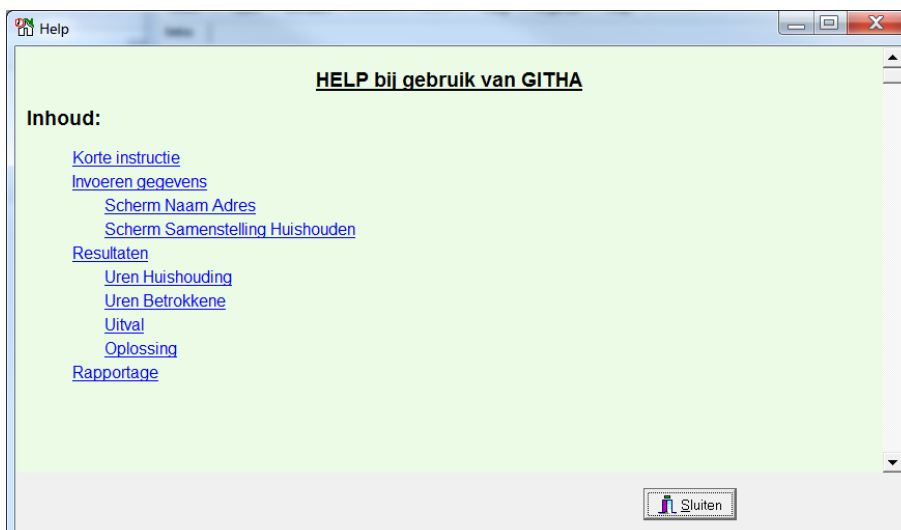 Help
HELP bij gebruik van GITHA
Inhoud:
Korte instructie
Invoeren gegevens
Scherm Naam Adres
Scherm Samenstelling Huishouden
Resultaten
Uren Huishouding
Uren Betrokkene
Uitval
Oplossing
Rapportage
Sluiten